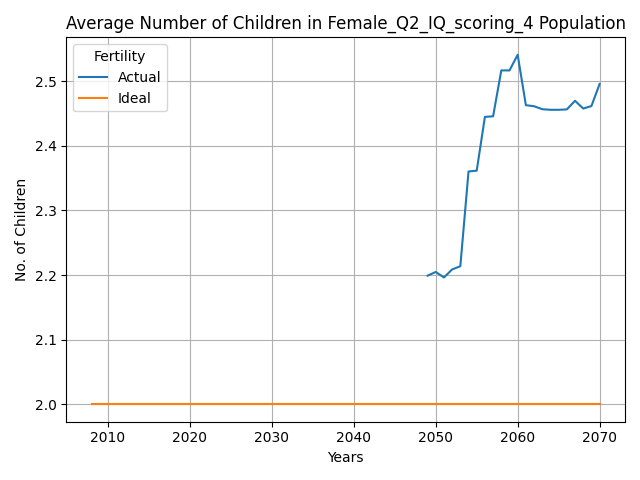 Average Number of Children in Female_Q2_IQ_scoring_4 Population
Fertility
Actual
Ideal
No. of Children
2.5
2.4
2.3
2.2
2.1
2.0
2010 2020 2030 2040 2050 2060 2070
Years